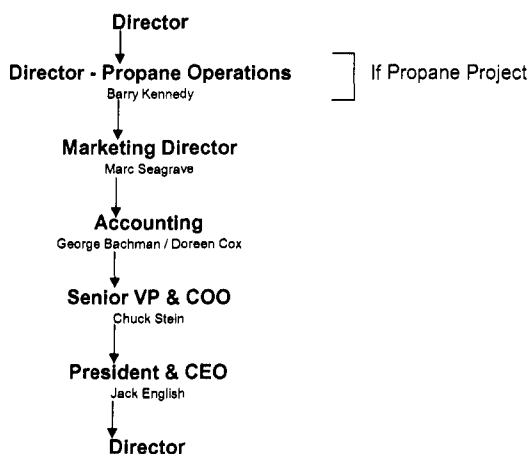 Director
Director - Propane Operations
Barry Kennedy
If Propane Project
Marketing Director
Marc Seagrave
Accounting
George Bachman / Doreen Cox
Senior VP & COO
Chuck Stein
President & CEO
Jack English
Director